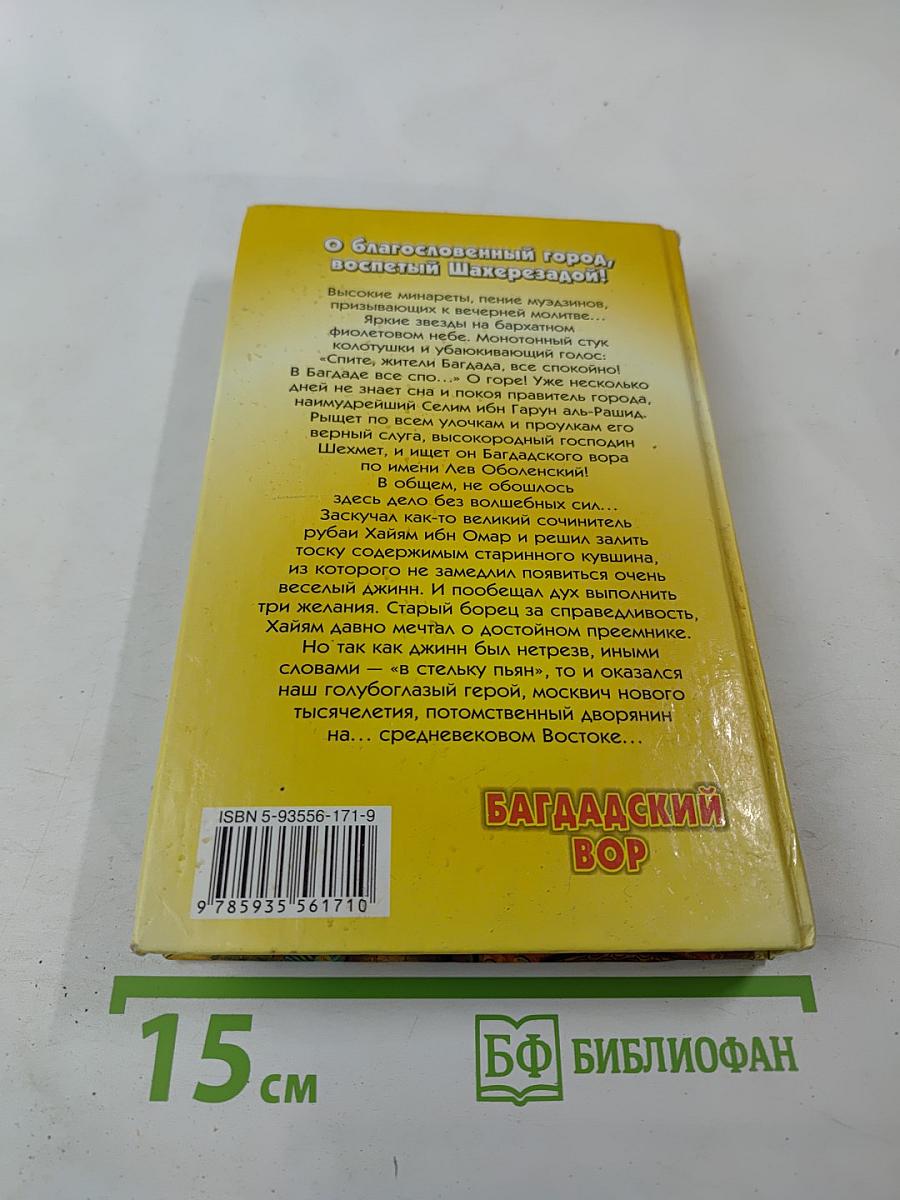 О благословенный город,
воспетый Шахерезадой!
Высокие минареты, пение муэдзинов,
призывающих к вечерней молитве...
Яркие звезды на бархатном
фиолетовом небе. Монотонный стук
колотушки и убаюкивающий голос:
«Спите, жители Багдада, все спокойно!
В Багдаде все спо...» О горе! Уже несколько
дней не знает сна и покоя правитель города,
наимудрейший Селим ибн Гарун аль-Рашид.
Рыщет по всем улочкам и проулкам его
верный слуга, высокородный господин
Шехмет, и ищет он Багдадского вора
по имени Лев Оболенский!
В общем, не обошлось
здесь дело без волшебных сил...
Заскучал как-то великий сочинитель
рубаи Хайям ибн Омар и решил залить
тоску содержимым старинного кувшина,
из которого не замедлил появиться очень
веселый джинн. И пообещал дух выполнить
три желания. Старый борец за справедливость,
Хайям давно мечтал о достойном преемнике.
Но так как джинн был нетрезв, иными
словами — «в стельку пьян», то и оказался
наш голубоглазый герой, москвич нового
тысячелетия, потомственный дворянин
на... средневековом Востоке...
БАГДАДСКИЙ
ВОР
ISBN 5-93556-171-9
9 785935 561710
15 см
БФ БИБЛИОФАН